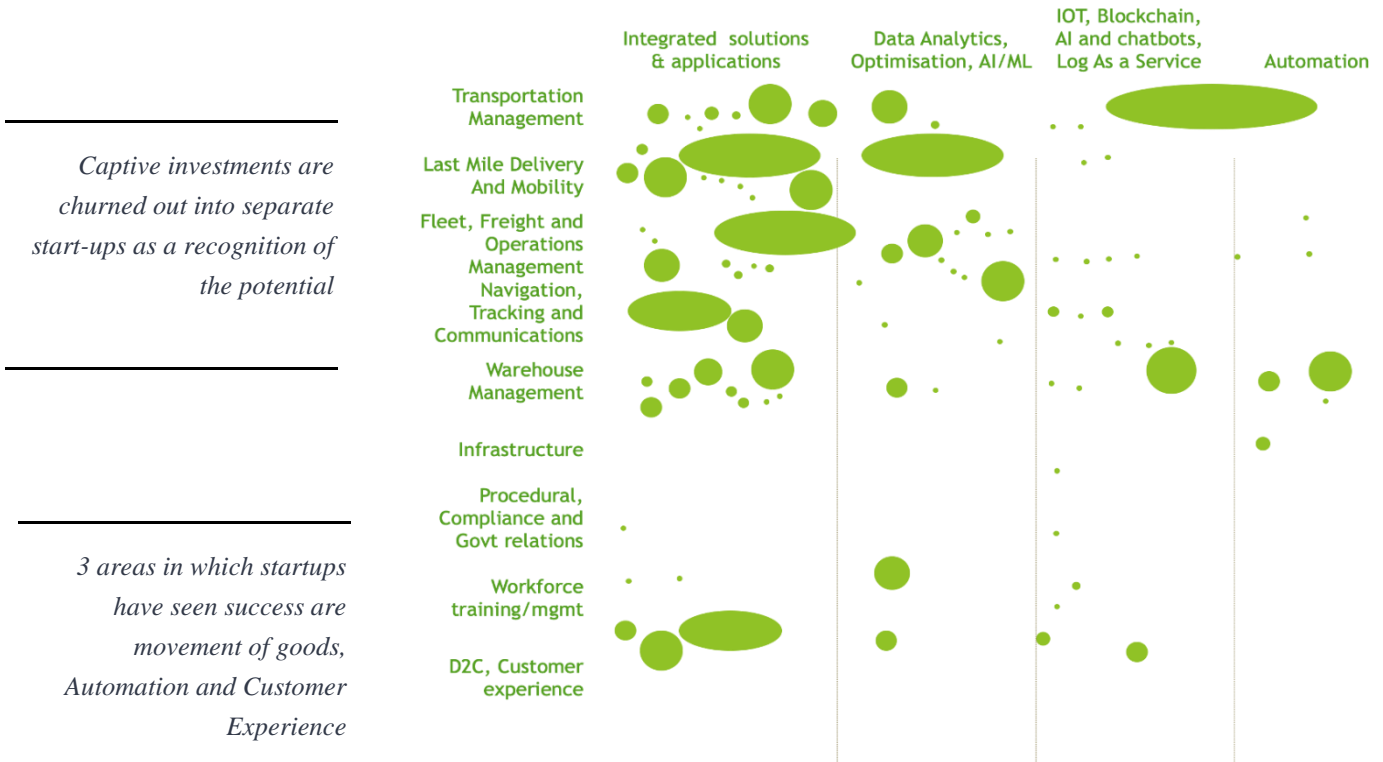 Captive investments are
churned out into separate
start-ups as a recognition of
the potential
3 areas in which startups
have seen success are
movement of goods,
Automation and Customer
Experience
Integrated solutions
& applications
Data Analytics,
Optimisation, AI/ML
IOT, Blockchain,
AI and chatbots,
Log As a Service
Automation
Transportation
Management
Last Mile Delivery
And Mobility
Fleet, Freight and
Operations
Management
Navigation,
Tracking and
Communications
Warehouse
Management
Infrastructure
Procedural,
Compliance and
Govt relations
Workforce
training/mgmt
D2C, Customer
experience